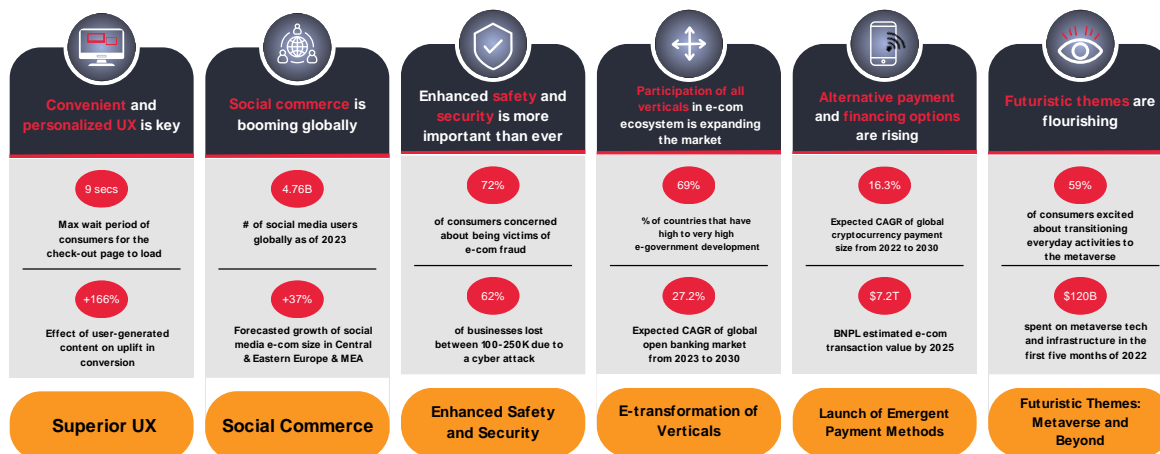 Convenient and
personalized UX is key
9 secs
Max wait period of
consumers for the
check-out page to load
+166%
Effect of user-generated
content on uplift in
conversion
Superior UX
Social commerce is
booming globally
4.76B
# of social media users
globally as of 2023
+37%
Forecasted growth of social
media e-com size in Central
& Eastern Europe & MEA
Social Commerce
Enhanced safety and
security is more
important than ever
72%
of consumers concerned
about being victims of
e-com fraud
62%
of businesses lost
between 100-250K due to
a cyber attack
Enhanced Safety
and Security
Participation of all
verticals in e-com
ecosystem is expanding
the market
69%
% of countries that have
high to very high
e-government development
27.2%
Expected CAGR of global
open banking market
from 2023 to 2030
E-transformation of
Verticals
Alternative payment
and financing options
are rising
16.3%
Expected CAGR of global
cryptocurrency payment
size from 2022 to 2030
$7.2T
BNPL estimated e-com
transaction value by 2025
Launch of Emergent
Payment Methods
Futuristic themes are
flourishing
59%
of consumers excited
about transitioning
everyday activities to
the metaverse
$120B
spent on metaverse tech
and infrastructure in the
first five months of 2022
Futuristic Themes:
Metaverse and
Beyond